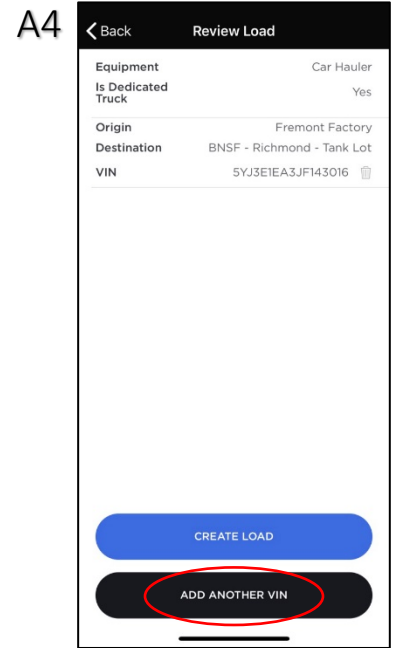 A4
Back Review Load
Equipment Car Hauler
Is Dedicated
Truck Yes
Origin Fremont Factory
Destination BNSF - Richmond - Tank Lot
VIN 5YJ3E1EA3JF143016
CREATE LOAD
ADD ANOTHER VIN